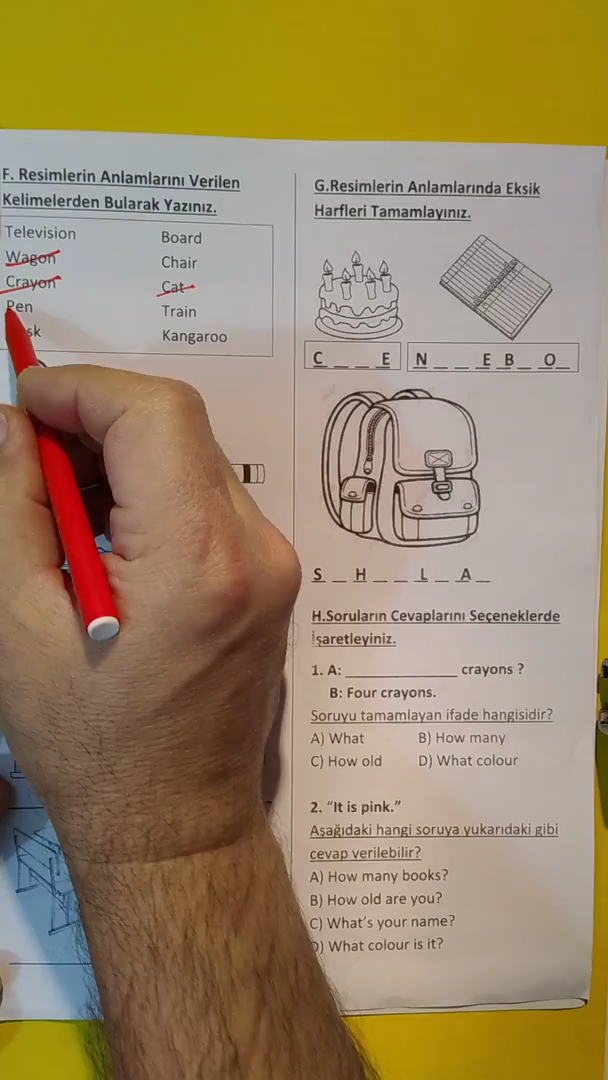 F. Resimlerin Anlamlarını Verilen
Kelimelerden Bularak Yazınız.
Television Board
Wagon Chair
Crayon Cat
Pen Train
Kangaroo
G.Resimlerin Anlamlarında Eksik
Harfleri Tamamlayınız.
C _ _ E N _ _ E B _ O _
S _ H _ _ L _ A _
H.Soruların Cevaplarını Seçeneklerde
İşaretleyiniz.
1. A: ______________ crayons ?
B: Four crayons.
Soruyu tamamlayan ifade hangisidir?
A) What B) How many
C) How old D) What colour
2. “It is pink.”
Aşağıdaki hangi soruya yukarıdaki gibi
cevap verilebilir?
A) How many books?
B) How old are you?
C) What’s your name?
D) What colour is it?